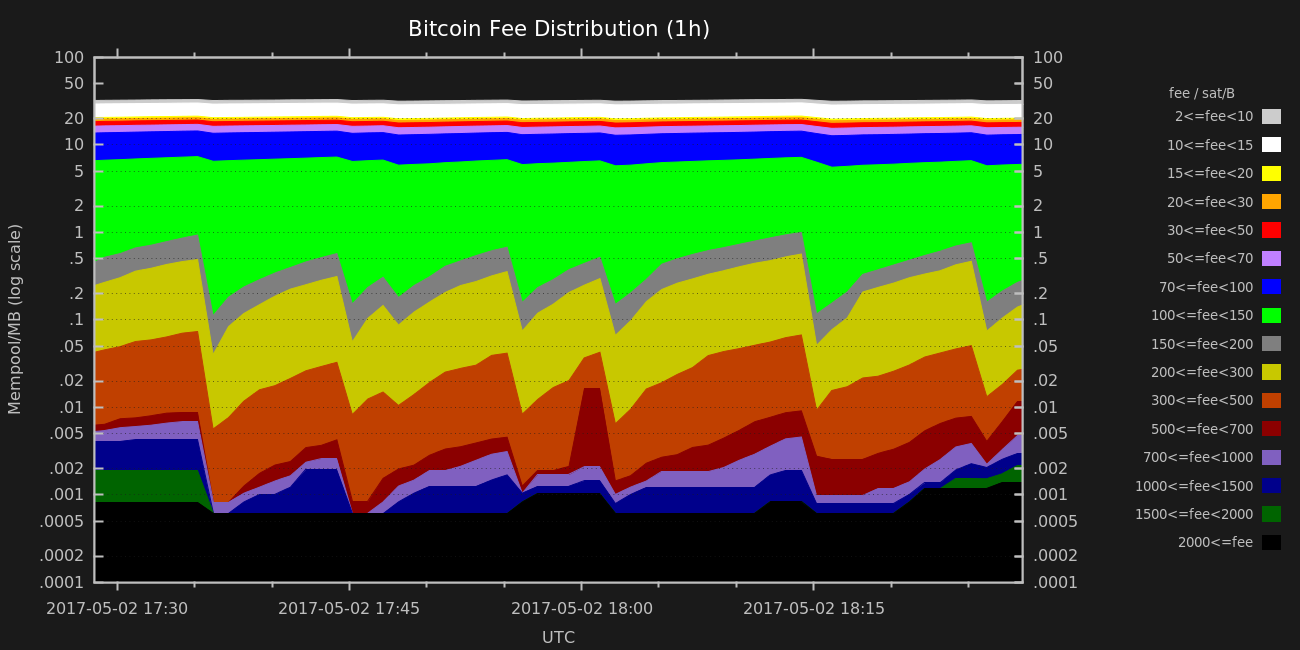 Bitcoin Fee Distribution (1h)
Mempool/MB (log scale)
100
50
20
10
5
2
1
.5
.2
.1
.05
.02
.01
.005
.002
.001
.0005
.0002
.0001
100
50
20
10
5
2
1
.5
.2
.1
.05
.02
.01
.005
.002
.001
.0005
.0002
.0001
fee / sat/B
2<=fee<10
10<=fee<15
15<=fee<20
20<=fee<30
30<=fee<50
50<=fee<70
70<=fee<100
100<=fee<150
150<=fee<200
200<=fee<300
300<=fee<500
500<=fee<700
700<=fee<1000
1000<=fee<1500
1500<=fee<2000
2000<=fee
2017-05-02 17:30 2017-05-02 17:45 2017-05-02 18:00 2017-05-02 18:15
UTC